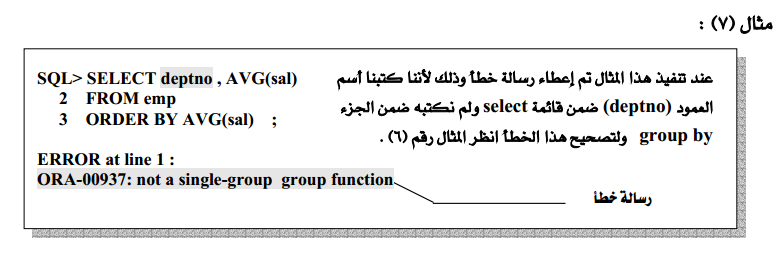 مثال (٧) :
عند تنفيذ هذا المثال تم إعطاء رسالة خطأ وذلك لأننا كتبنا أسم
العمود (deptno) ضمن قائمة select ولم نكتبه ضمن الجزء
group by ولتصحيح هذا الخطأ انظر المثال رقم (٦) .
SQL> SELECT deptno , AVG(sal)
2 FROM emp
3 ORDER BY AVG(sal) ;
ERROR at line 1 :
ORA-00937: not a single-group group function
رسالة خطأ